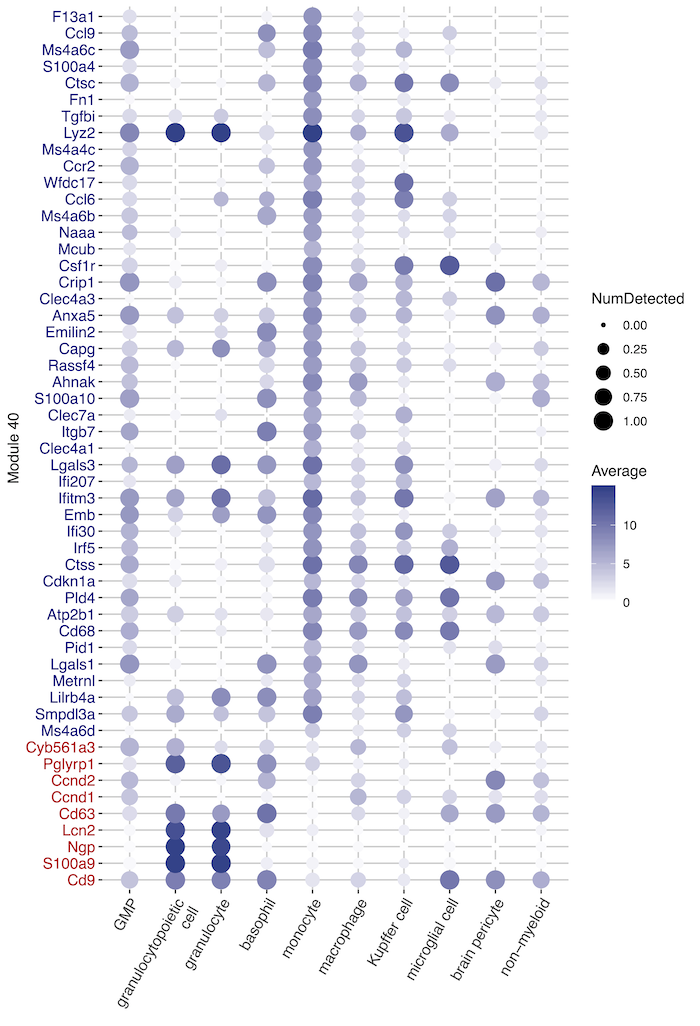 F13a1
Ccl9
Ms4a6c
S100a4
Ctsc
Fn1
Tgfbi
Lyz2
Ms4a4c
Ccr2
Wfdc17
Ccl6
Ms4a6b
Naaa
Mcub
Csf1r
Crip1
Clec4a3
Anxa5
Emilin2
Capg
Rassf4
Ahnak
S100a10
Clec7a
Itgb7
Clec4a1
Lgals3
Ifi207
Ifitm3
Emb
Ifi30
Irf5
Ctss
Cdkn1a
Pld4
Atp2b1
Cd68
Pid1
Lgals1
Metrnl
Lilrb4a
Smpdl3a
Ms4a6d
Cyb561a3
Pglyrp1
Ccnd2
Ccnd1
Cd63
Lcn2
Ngp
S100a9
Cd9
Module 40
GMP
granulocytopoietic
cell
granulocyte
basophil
monocyte
macrophage
Kupffer cell
microglial cell
brain pericyte
non−myeloid
NumDetected
0.00
0.25
0.50
0.75
1.00
Average
10
5
0